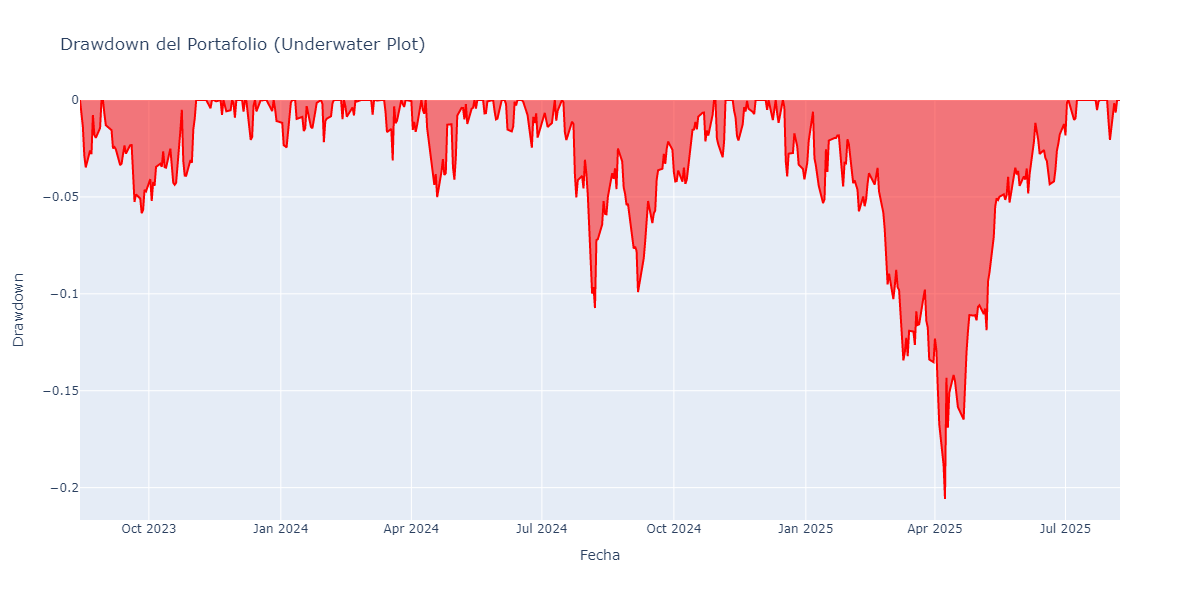 Drawdown del Portafolio (Underwater Plot)
0
−0.05
−0.1
−0.15
−0.2
Drawdown
Oct 2023
Jan 2024
Apr 2024
Jul 2024
Oct 2024
Jan 2025
Apr 2025
Jul 2025
Fecha